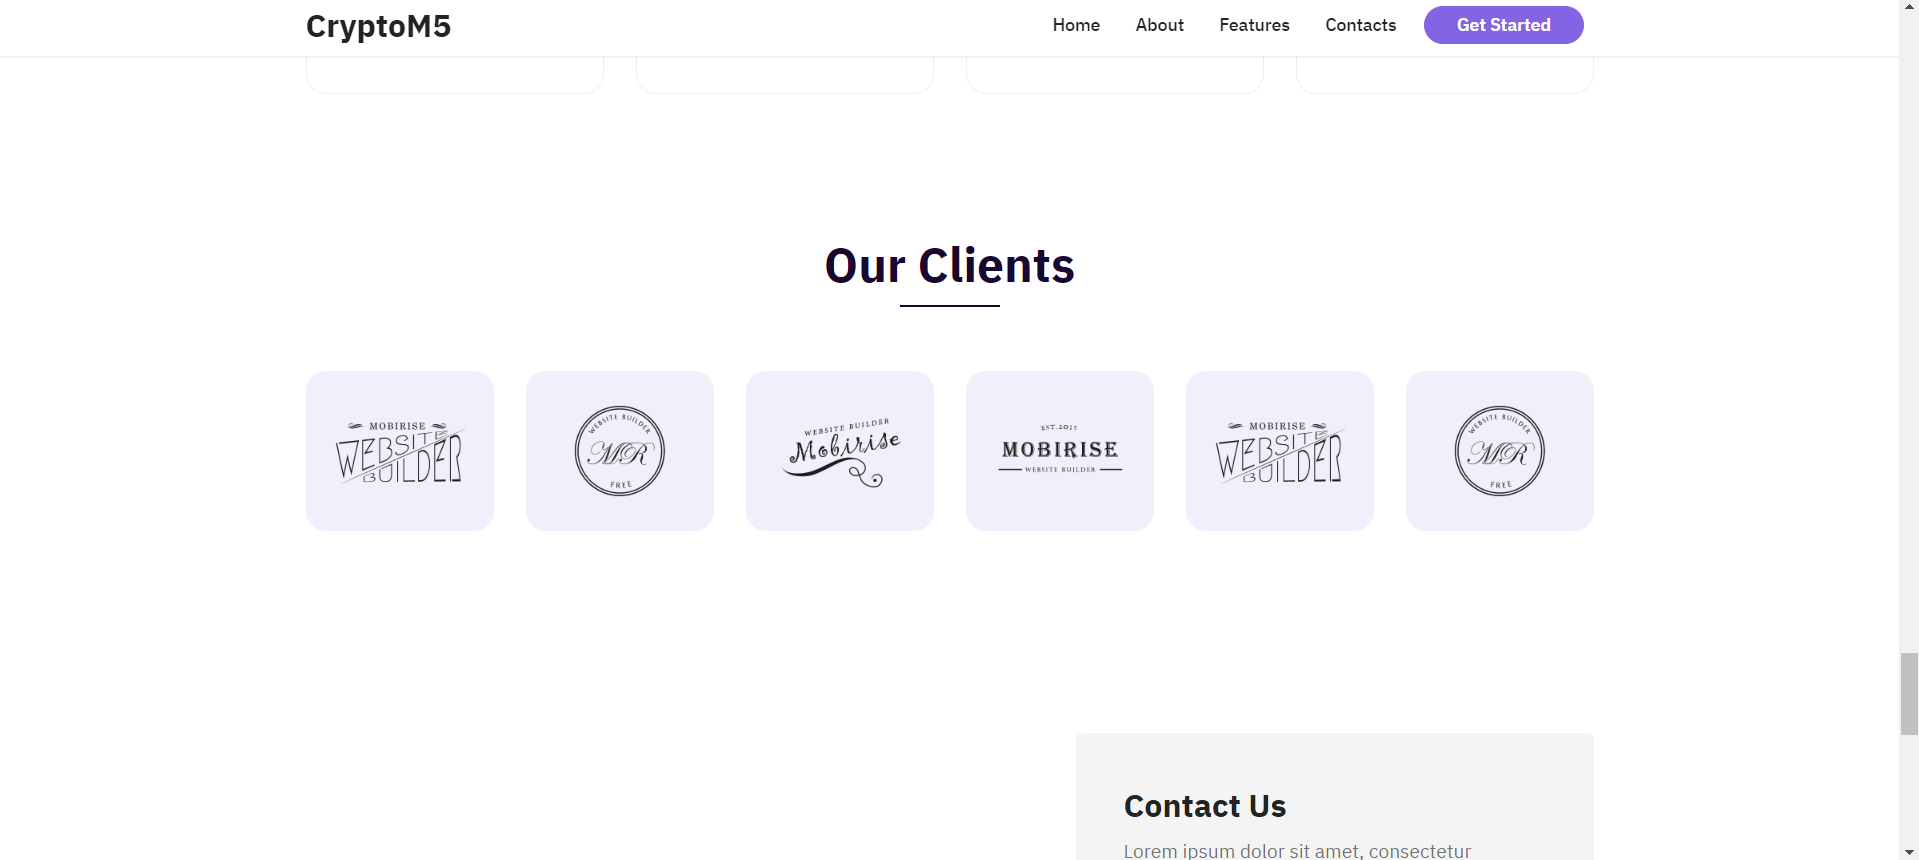 CryptoM5
Home
About
Features
Contacts
Get Started
Our Clients
MOBIRISE
WEBSITE
BUILDER
WEBSITE BUILDER
MR
FREE
WEBSITE BUILDER
Mobirise
EST.2015
MOBIRISE
WEBSITE BUILDER
MOBIRISE
WEBSITE
BUILDER
WEBSITE BUILDER
MR
FREE
Contact Us
Lorem ipsum dolor sit amet, consectetur